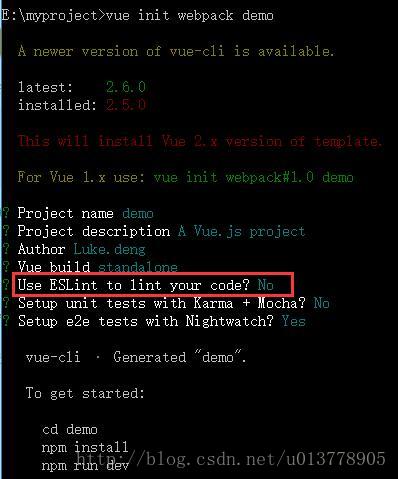 E:\myproject>vue init webpack demo
A newer version of vue-cli is available.
latest: 2.6.0
installed: 2.5.0
This will install Vue 2.x version of template.
For Vue 1.x use: vue init webpack#1.0 demo
? Project name demo
? Project description A Vue.js project
? Author Luke.deng
? Vue build standalone
? Use ESLint to lint your code? No
? Setup unit tests with Karma + Mocha? No
? Setup e2e tests with Nightwatch? Yes
vue-cli · Generated "demo".
To get started:
cd demo
npm install
npm run dev
http://blog.csdn.net/u013778905